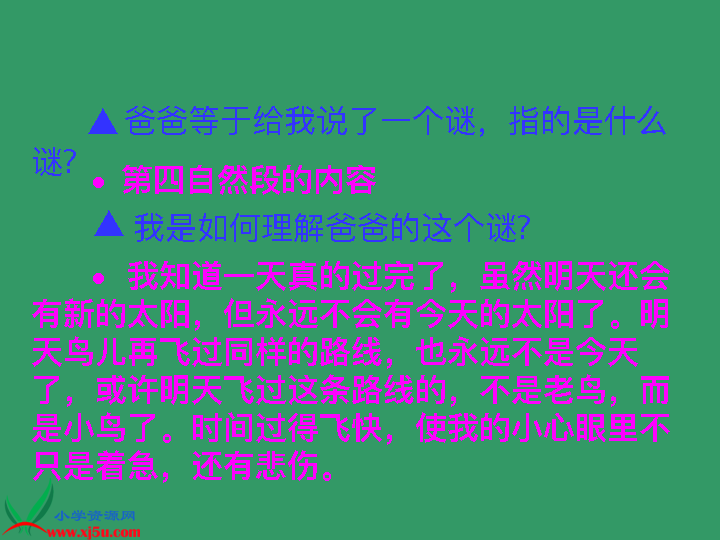 ▲ 爸爸等于给我说了一个谜，指的是什么
谜?
• 第四自然段的内容
▲ 我是如何理解爸爸的这个谜?
• 我知道一天真的过完了，虽然明天还会
有新的太阳，但永远不会有今天的太阳了。明
天鸟儿再飞过同样的路线，也永远不是今天
了，或许明天飞过这条路线的，不是老鸟，而
是小鸟了。时间过得飞快，使我的小心眼里不
只是着急，还有悲伤。
小学资源网
www.xj5u.com